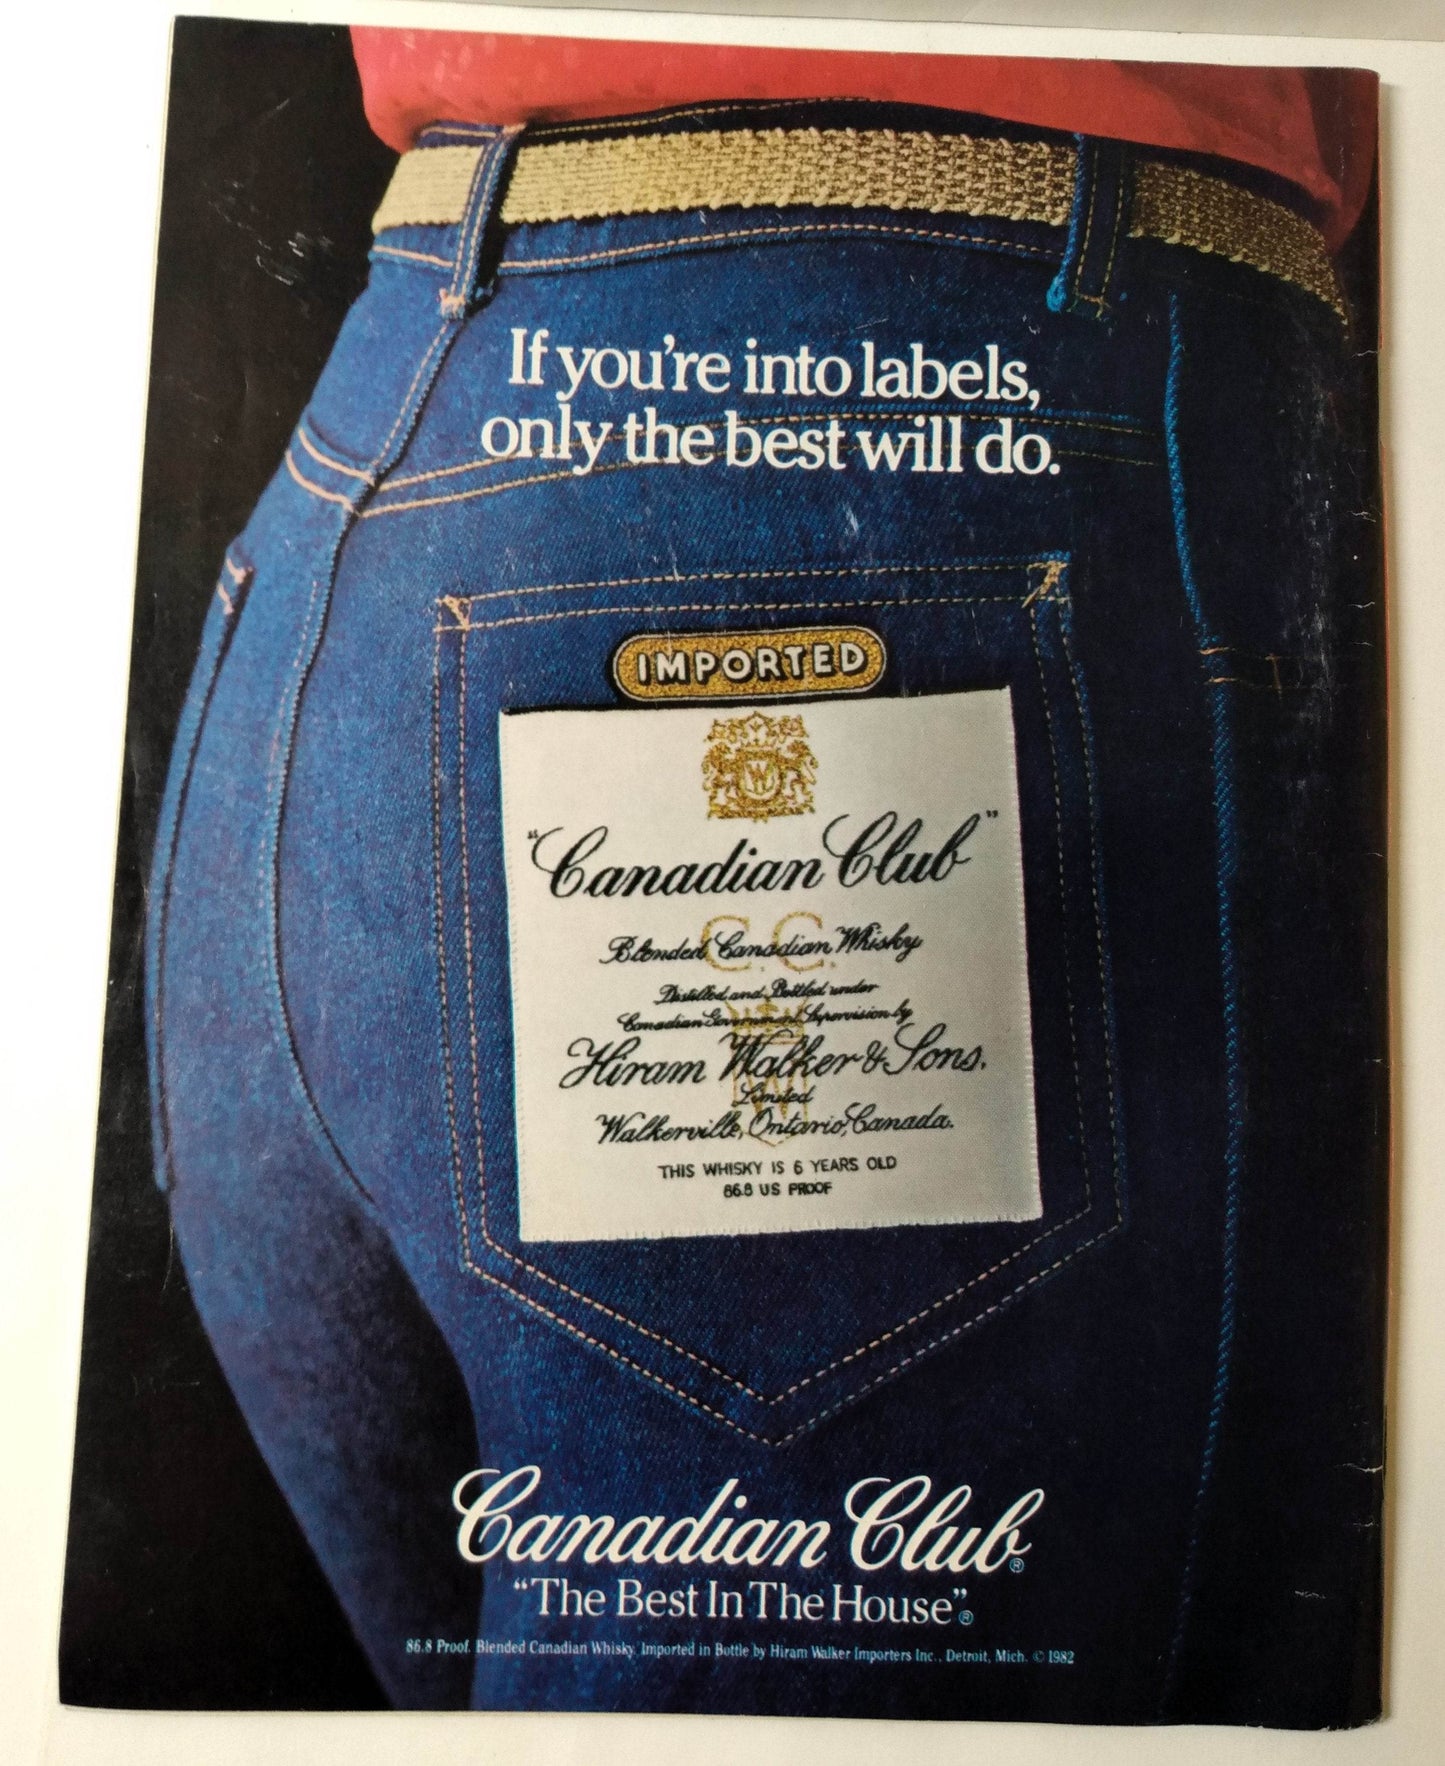 If you're into labels,
only the best will do.
IMPORTED
W
"Canadian Club"
C.C.
Blended Canadian Whisky
Distilled and Bottled under
Canadian Government Supervision by
Hiram Walker & Sons.
Limited
Walkerville, Ontario, Canada.
THIS WHISKY IS 6 YEARS OLD
86.8 US PROOF
Canadian Club®
"The Best In The House"®
86.8 Proof. Blended Canadian Whisky. Imported in Bottle by Hiram Walker Importers Inc., Detroit, Mich. © 1982